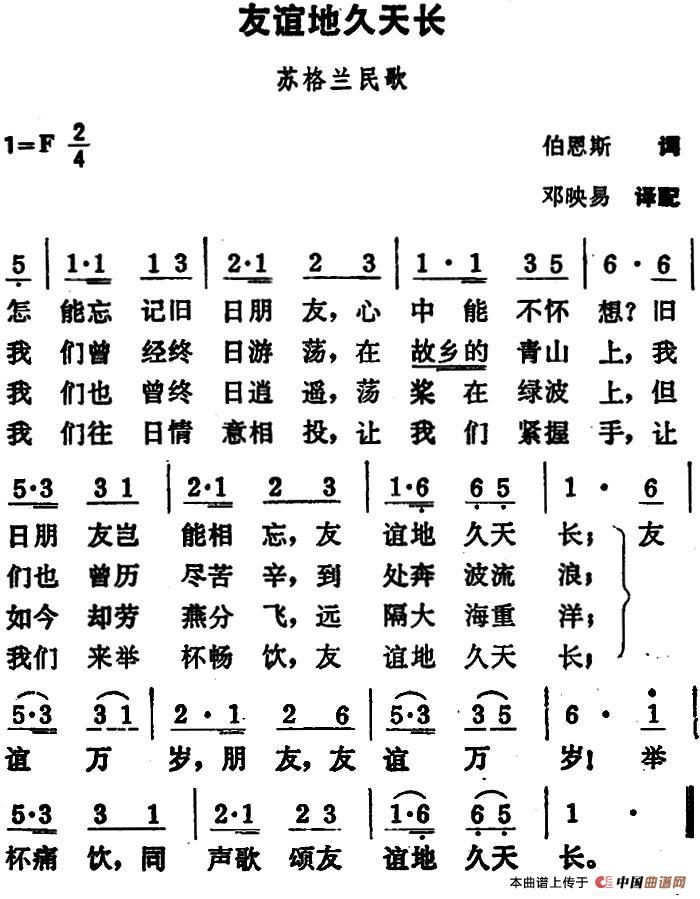 友谊地久天长
苏格兰民歌
1=F 2/4
伯恩斯 词
邓映易 译配
5 | 1·1 1 3 | 2·1 2 3 | 1·1 3 5 | 6·6
怎 能忘 记旧 日朋 友，心 中 能 不怀 想？旧
我 们曾 经终 日游 荡，在 故乡的 青山 上，我
我 们也 曾终 日逍 遥，荡 桨 在 绿波 上，但
我 们往 日情 意相 投，让 我 们 紧握 手，让
5·3 3 1 | 2·1 2 3 | 1·6 6 5 | 1· 6
日朋 友岂 能相 忘，友 谊地 久天 长； 友
们也 曾历 尽苦 辛，到 处奔 波流 浪；
如今 却劳 燕分 飞，远 隔大 海重 洋；
我们 来举 杯畅 饮，友 谊地 久天 长；
5·3 3 1 | 2·1 2 6 | 5·3 3 5 | 6· 1
谊 万 岁，朋 友，友 谊 万 岁！ 举
5·3 3 1 | 2·1 2 3 | 1·6 6 5 | 1·
杯痛 饮，同 声歌 颂友 谊地 久天 长。
本曲谱上传于 中国曲谱网